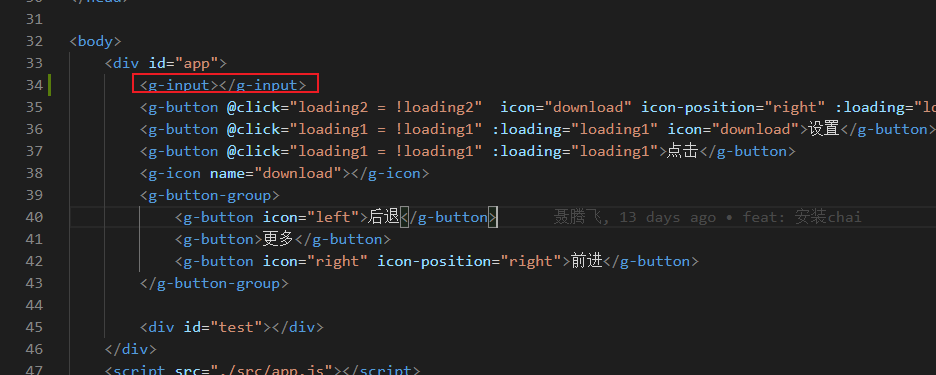 31
32 <body>
33 <div id="app">
34 <g-input></g-input>
35 <g-button @click="loading2 = !loading2"  icon="download" icon-position="right" :loading="lo
36 <g-button @click="loading1 = !loading1" :loading="loading1" icon="download">设置</g-button>
37 <g-button @click="loading1 = !loading1" :loading="loading1">点击</g-button>
38 <g-icon name="download"></g-icon>
39 <g-button-group>
40 <g-button icon="left">后退</g-button> 聂腾飞, 13 days ago • feat: 安装chai
41 <g-button>更多</g-button>
42 <g-button icon="right" icon-position="right">前进</g-button>
43 </g-button-group>
44
45 <div id="test"></div>
46 </div>
47 <script src="./src/app.js"></script>